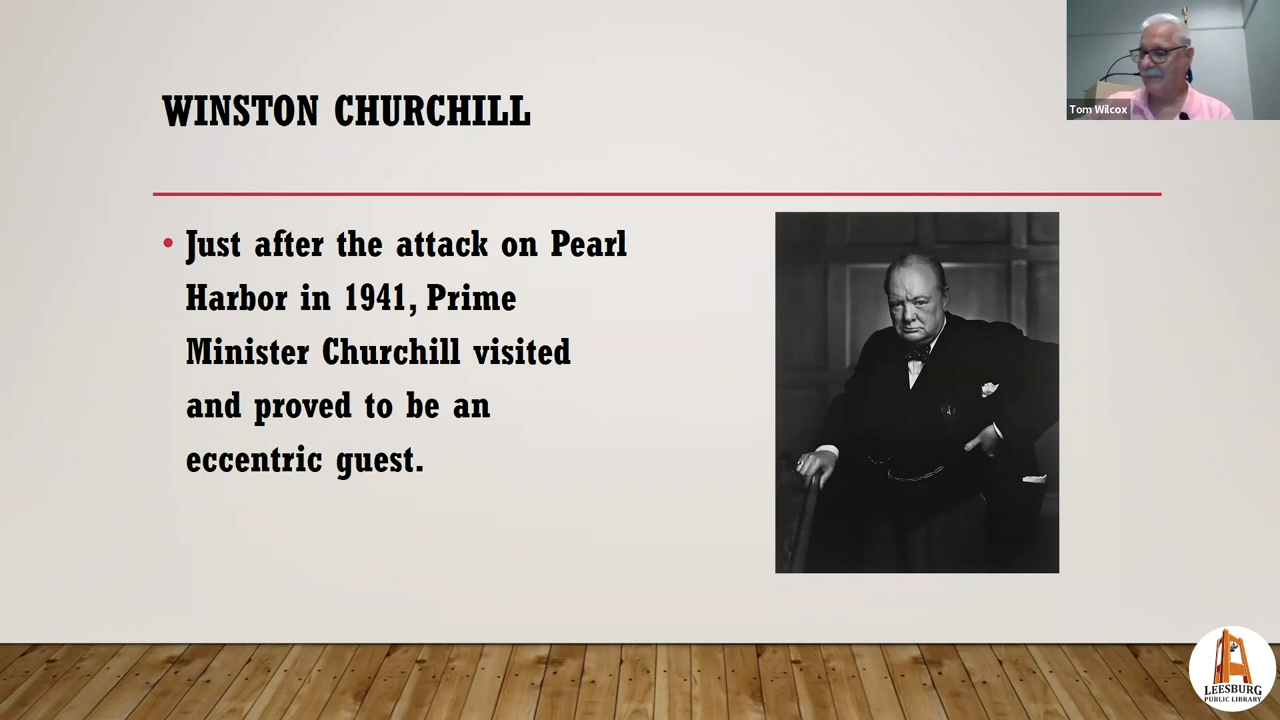 WINSTON CHURCHILL
Tom Wilcox
• Just after the attack on Pearl
Harbor in 1941, Prime
Minister Churchill visited
and proved to be an
eccentric guest.
LEESBURG
PUBLIC LIBRARY